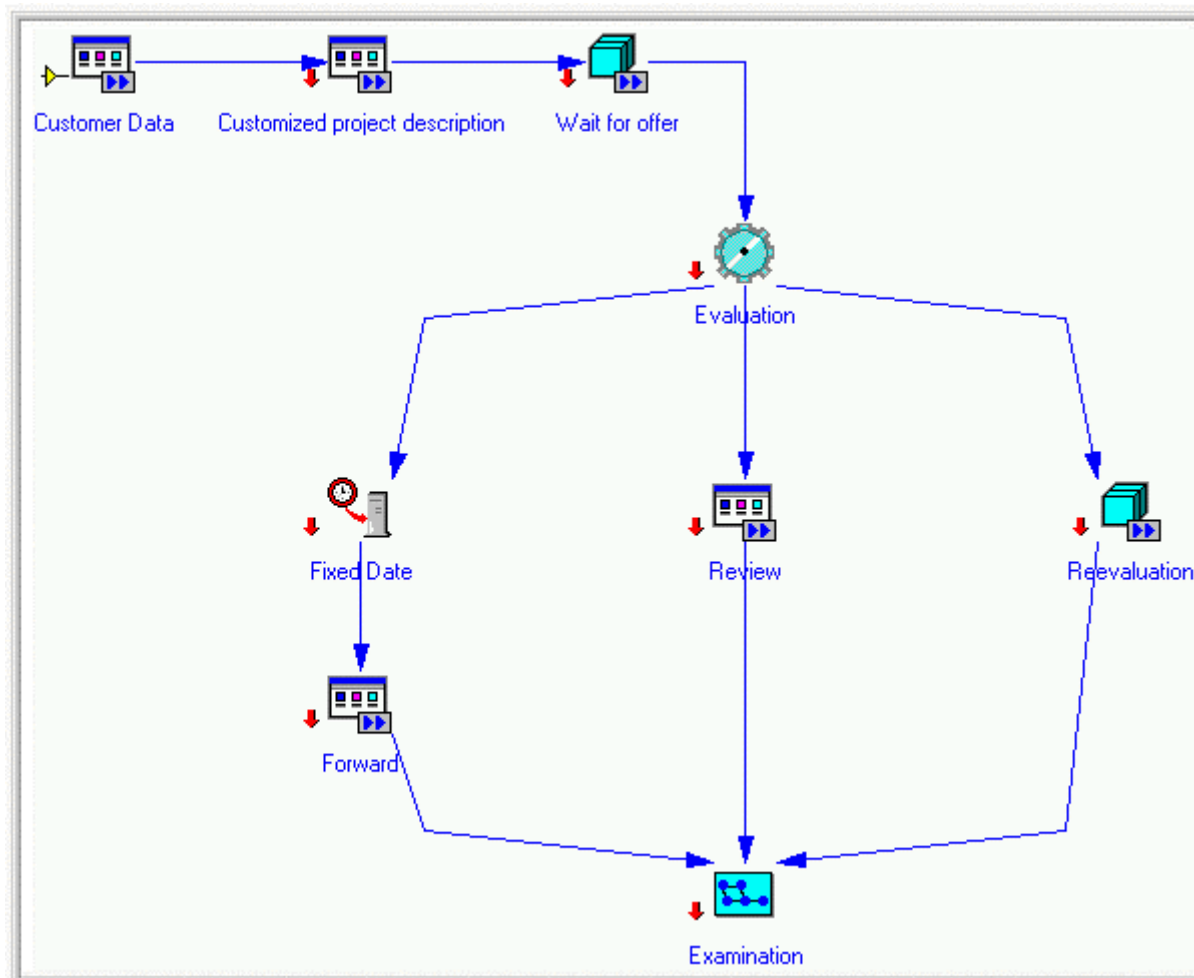 Customer Data
Customized project description
Wait for offer
Evaluation
Fixed Date
Review
Reevaluation
Forward
Examination